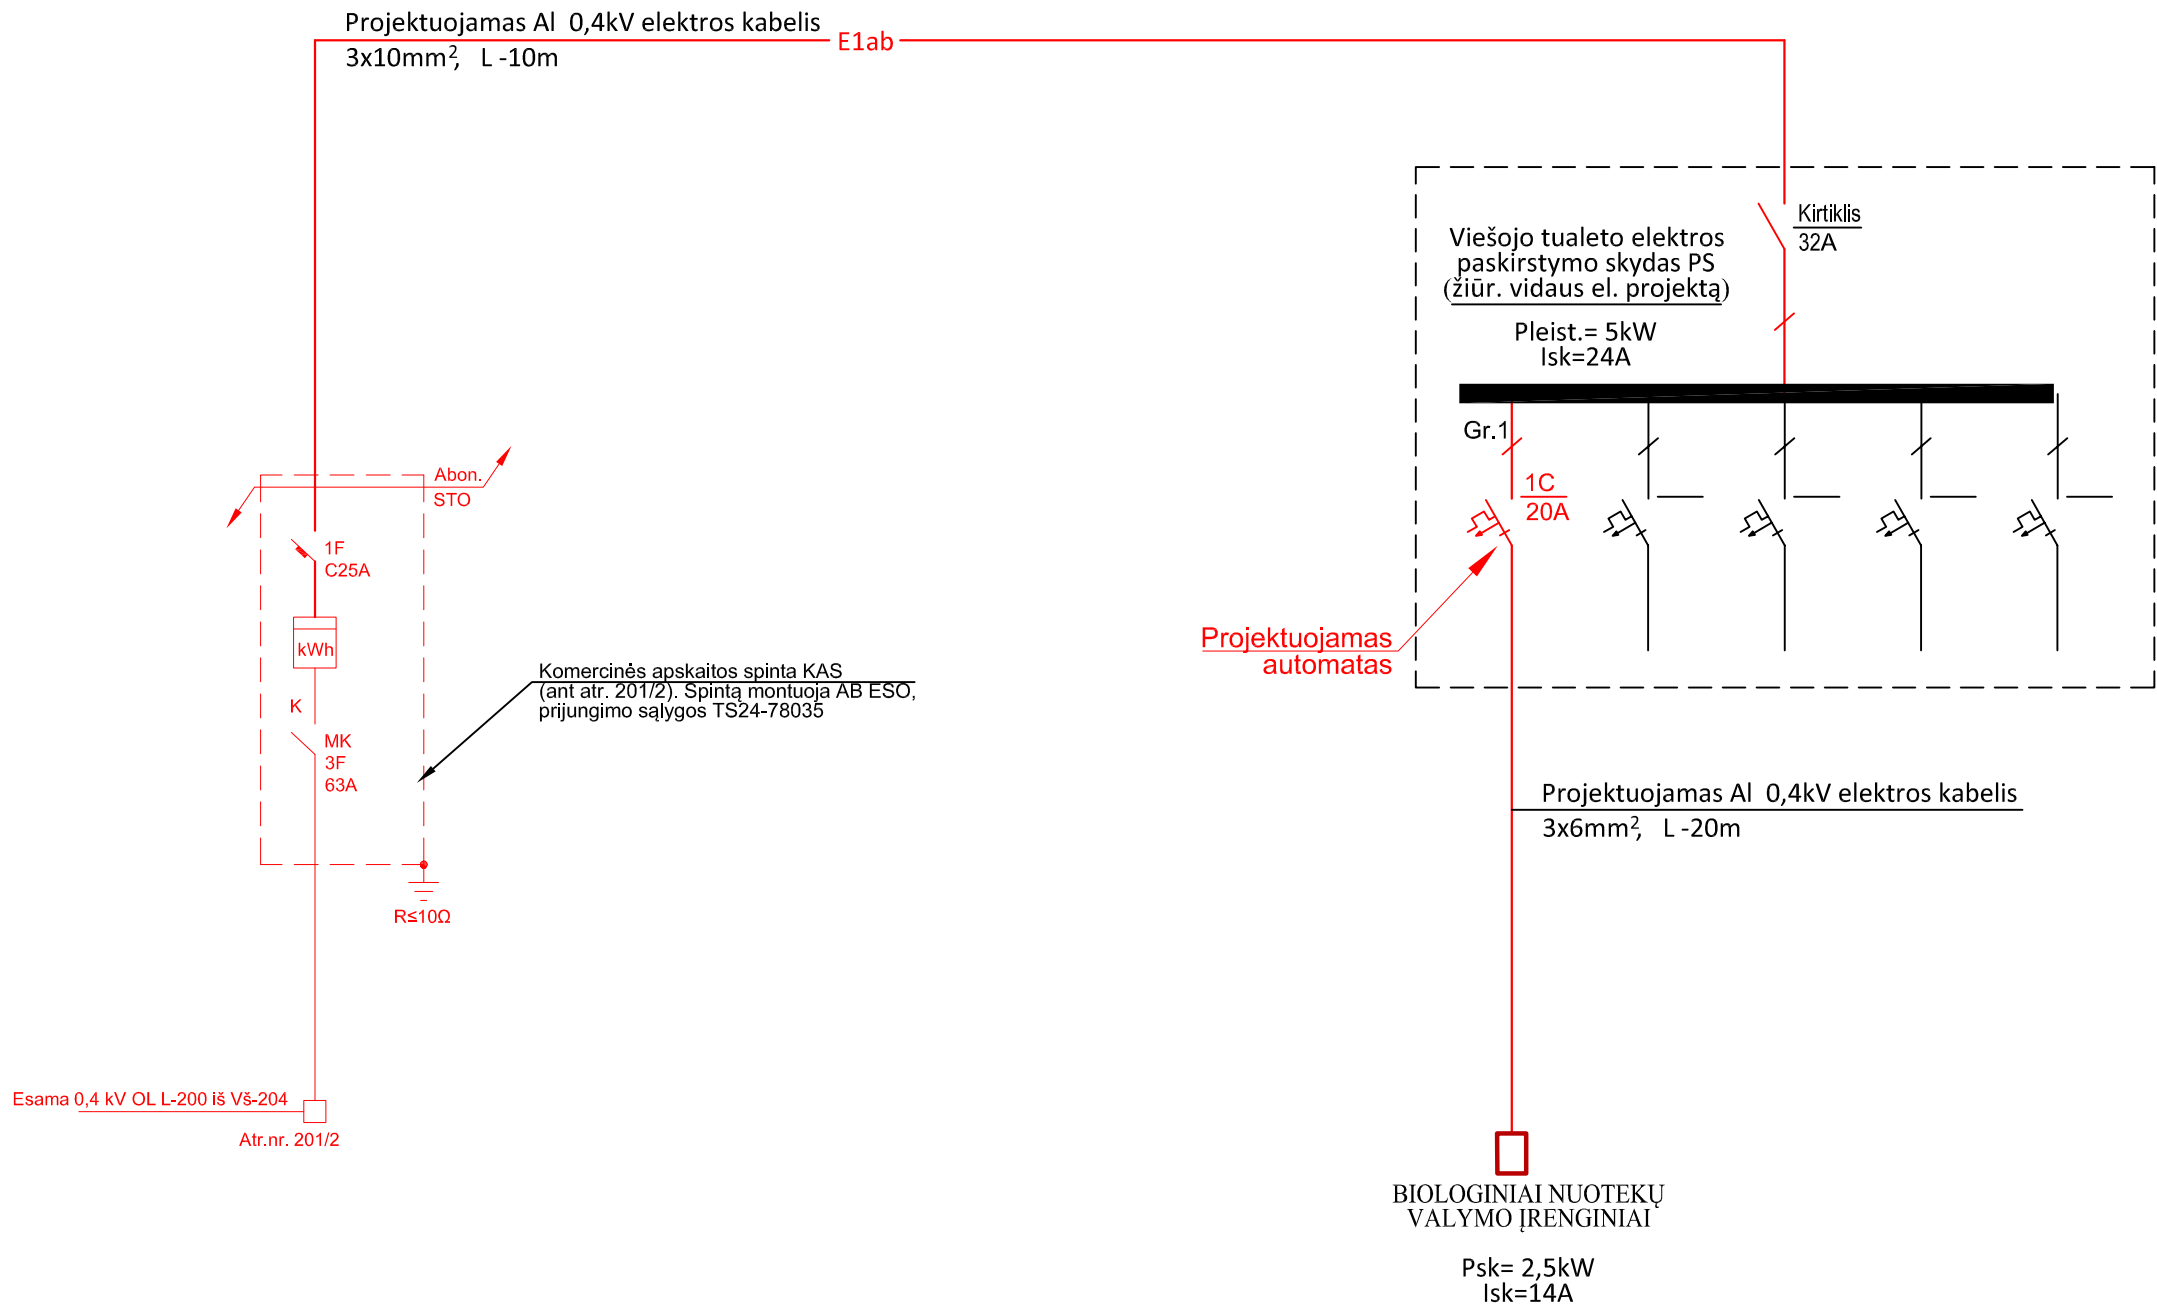 Projektuojamas Al 0,4kV elektros kabelis
3x10mm², L -10m
E1ab
Kirtiklis
32A
Viešojo tualeto elektros
paskirstymo skydas PS
(žiūr. vidaus el. projektą)
Pleist.= 5kW
Isk=24A
Gr.1
1C
20A
Projektuojamas
automatas
Abon.
STO
1F
C25A
kWh
K
MK
3F
63A
R≤10Ω
Komercinės apskaitos spinta KAS
(ant atr. 201/2). Spintą montuoja AB ESO,
prijungimo sąlygos TS24-78035
Projektuojamas Al 0,4kV elektros kabelis
3x6mm², L -20m
Esama 0,4 kV OL L-200 iš Vš-204
Atr.nr. 201/2
BIOLOGINIAI NUOTEKŲ
VALYMO ĮRENGINIAI
Psk= 2,5kW
Isk=14A